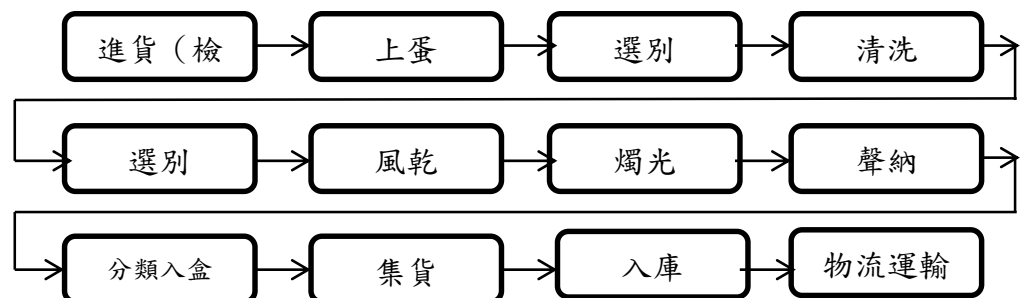 進貨（檢
上蛋
選別
清洗
選別
風乾
燭光
聲納
分類入盒
集貨
入庫
物流運輸